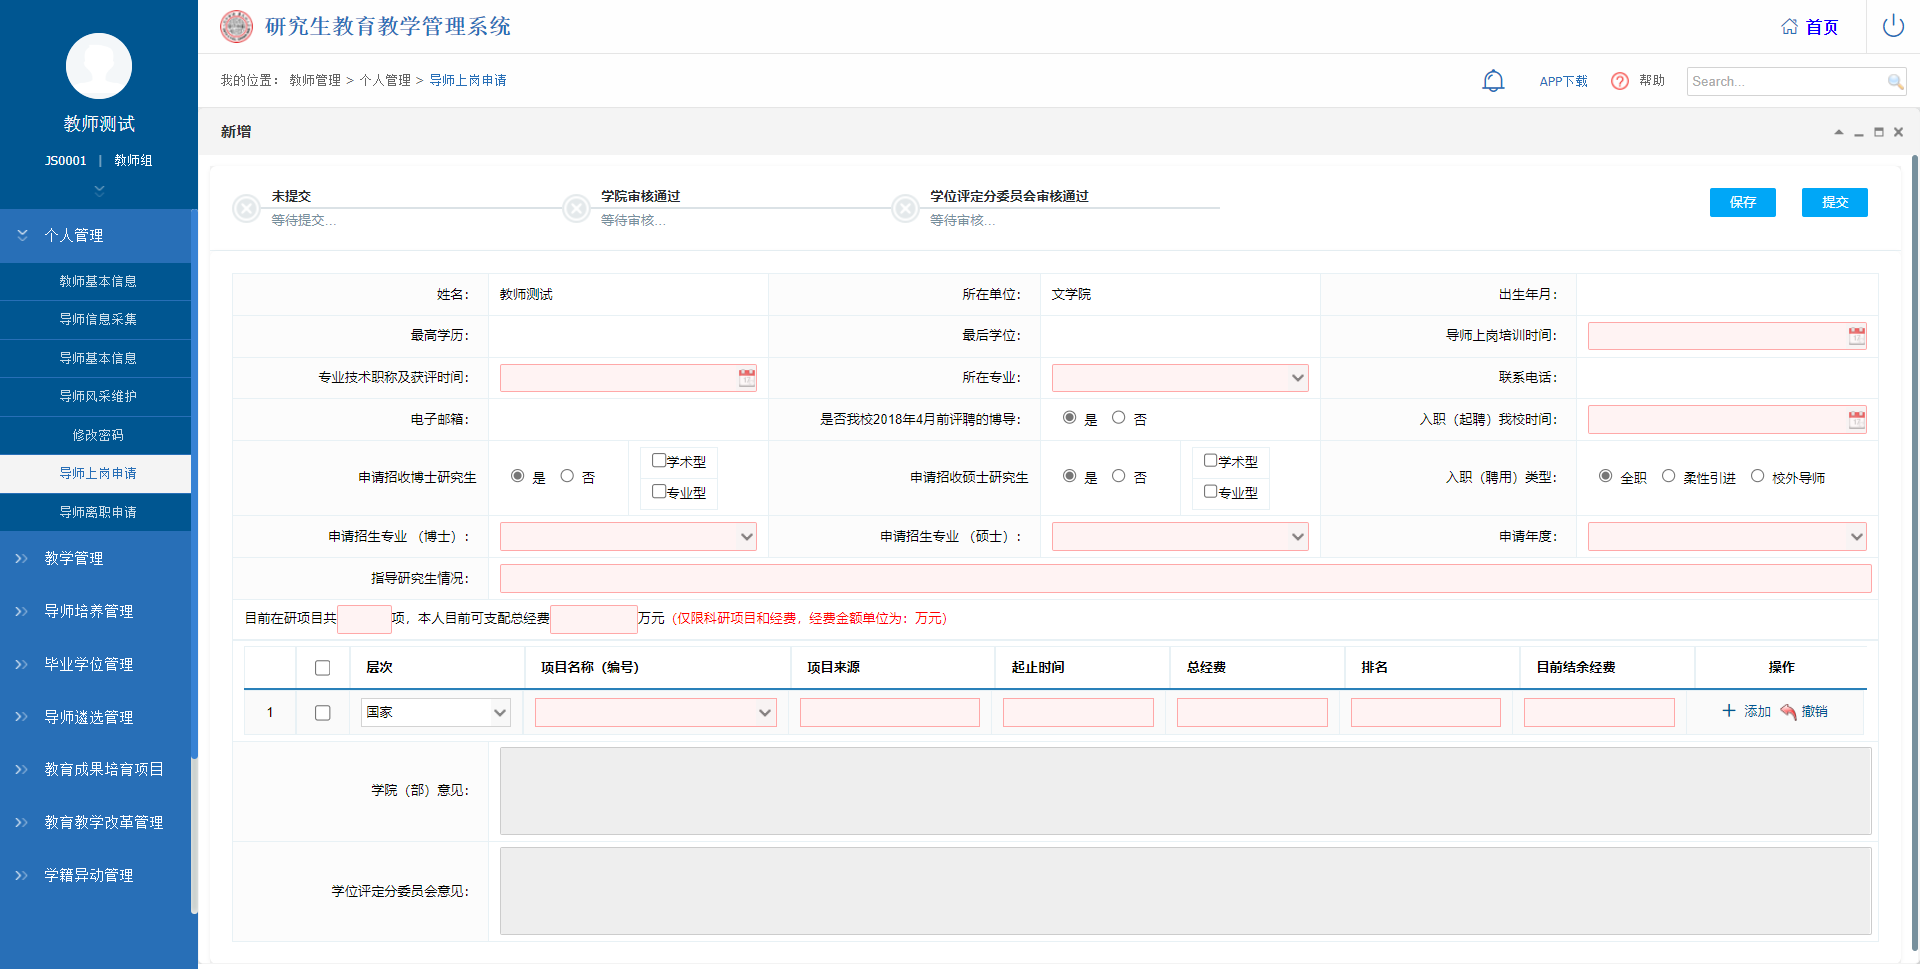 研究生教育教学管理系统
首页
教师测试
JS0001 | 教师组
我的位置： 教师管理 > 个人管理 > 导师上岗申请
APP下载
帮助
Search...
个人管理
教师基本信息
导师信息采集
导师基本信息
导师风采维护
修改密码
导师上岗申请
导师离职申请
教学管理
导师培养管理
毕业学位管理
导师遴选管理
教育成果培育项目
教育教学改革管理
学籍异动管理
新增
未提交
等待提交...
学院审核通过
等待审核...
学位评定分委员会审核通过
等待审核...
保存
提交
姓名： 教师测试 所在单位： 文学院 出生年月：
最高学历： 最后学位： 导师上岗培训时间：
专业技术职称及获评时间： 所在专业： 联系电话：
电子邮箱： 是否我校2018年4月前评聘的博导： 是 否 入职（起聘）我校时间：
申请招收博士研究生 是 否 学术型 专业型 申请招收硕士研究生 是 否 学术型 专业型 入职（聘用）类型： 全职 柔性引进 校外导师
申请招生专业 （博士）： 申请招生专业 （硕士）： 申请年度：
指导研究生情况：
目前在研项目共 项，本人目前可支配总经费 万元（仅限科研项目和经费，经费金额单位为：万元）
层次 项目名称（编号） 项目来源 起止时间 总经费 排名 目前结余经费 操作
1 国家 添加 撤销
学院（部）意见：
学位评定分委员会意见：